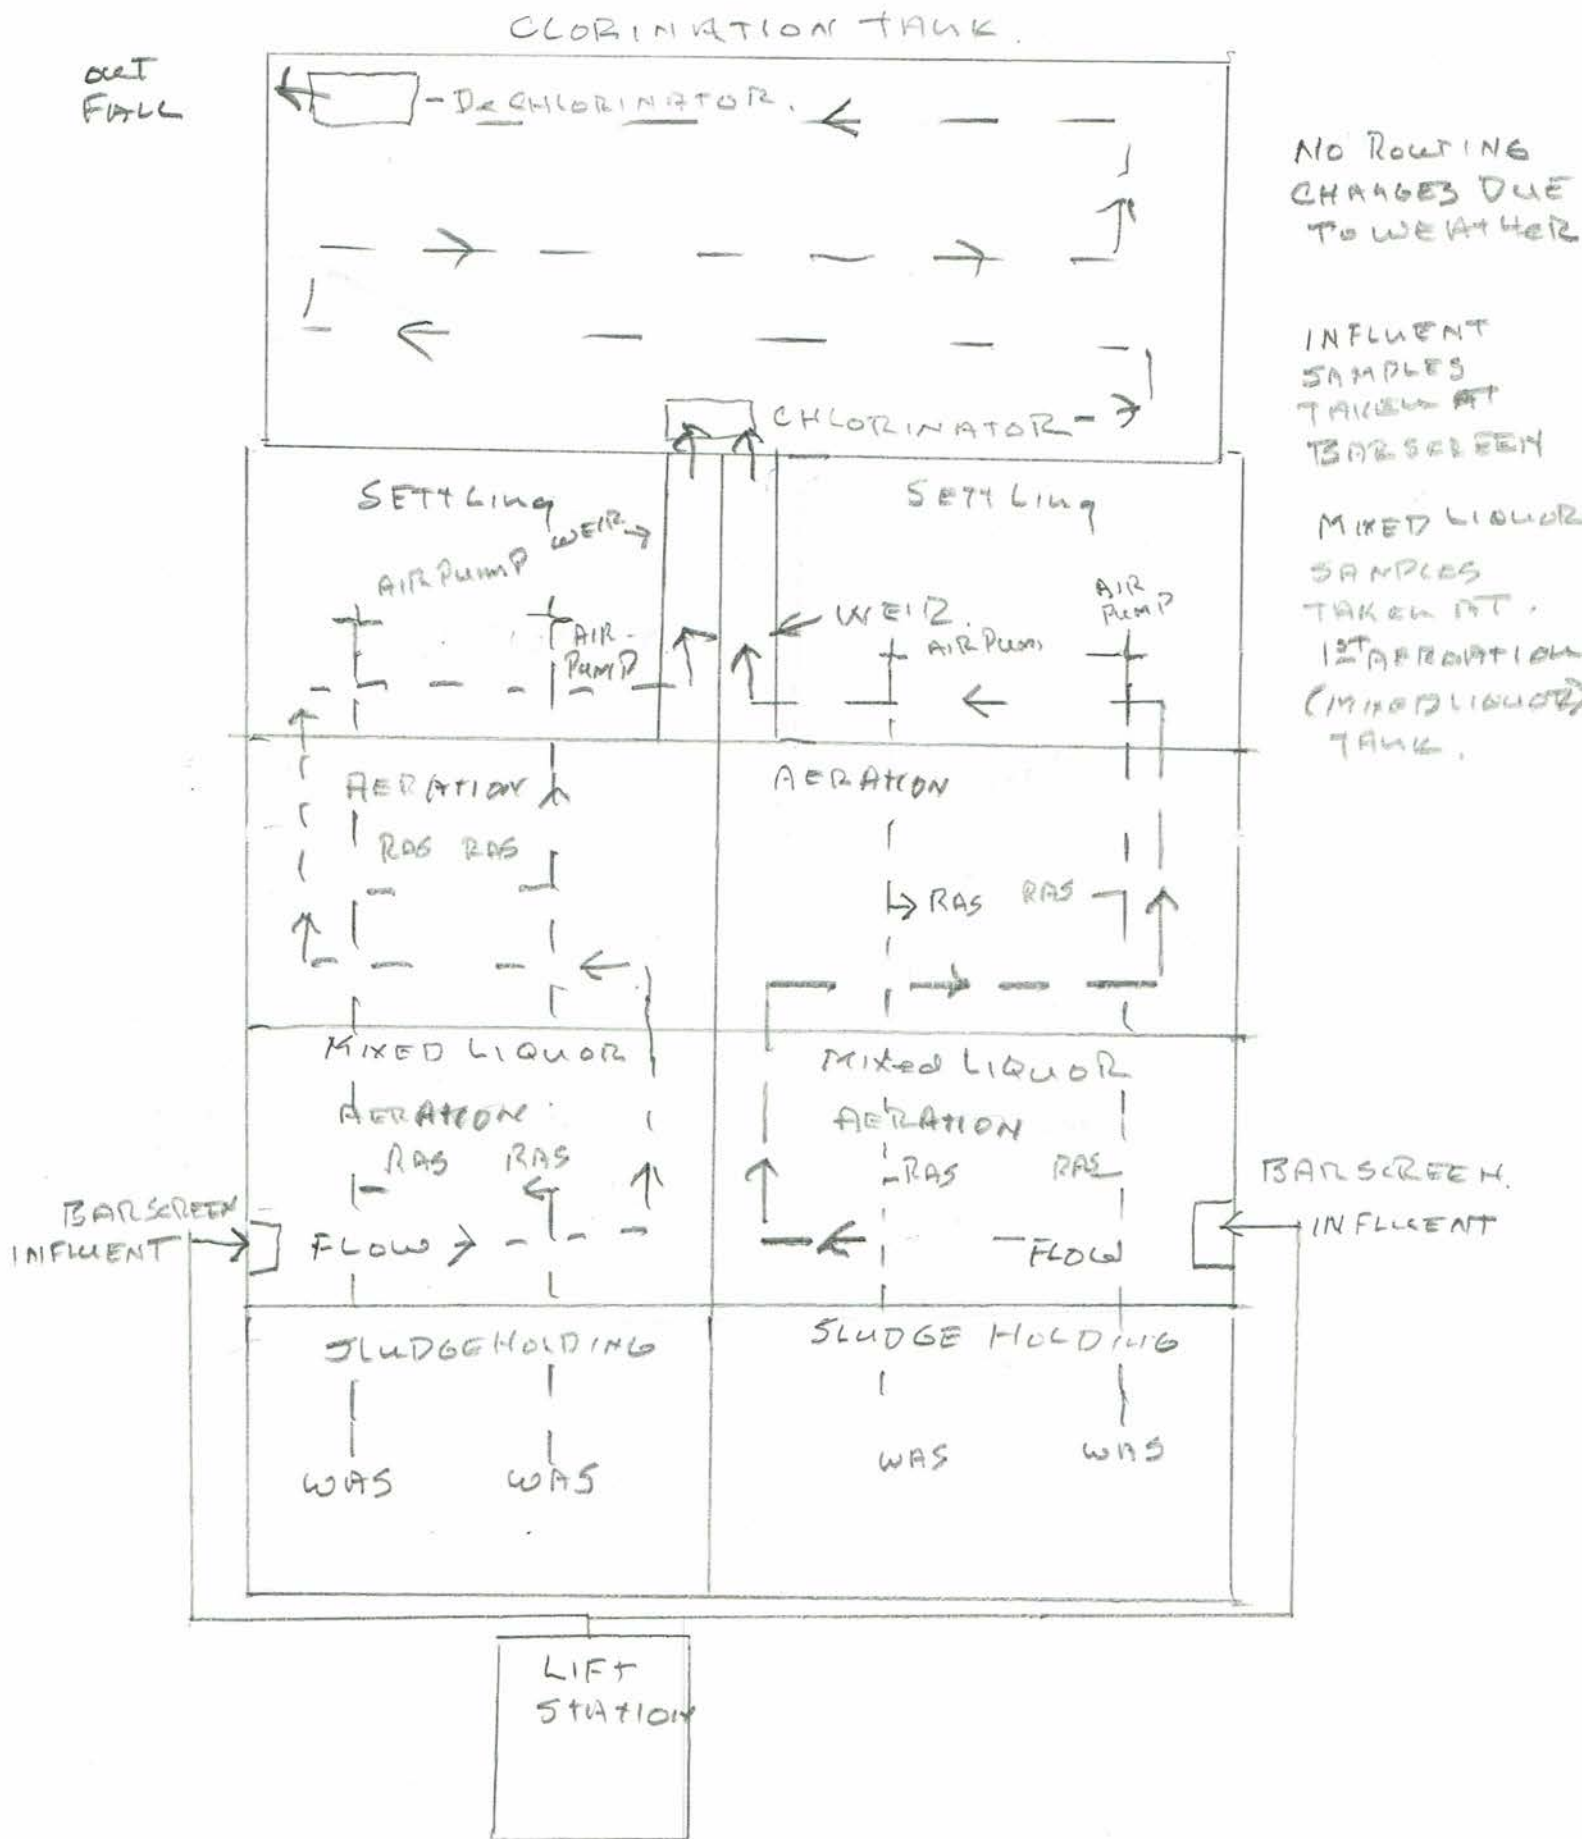 CLORINATION TANK.
OUT
FALL
- DeCHLORINATOR.
NO ROUTING
CHANGES DUE
TO WEATHER
INFLUENT
SAMPLES
TAKEN AT
BARSCREEN
MIXED LIQUOR
SAMPLES
TAKEN AT.
1ST AERATION
(MIXED LIQUOR)
TANK.
CHLORINATOR
SETTLING
WEIR
AIR PUMP
AIR-
PUMP
SETTLING
WEIR.
AIR PUMP
AIR
PUMP
AERATION
RAS RAS
AERATION
RAS RAS
MIXED LIQUOR
AERATION
RAS RAS
FLOW
MIXed LIQUOR
AERATION
RAS RAS
FLOW
BARSCREEN
INFLUENT
BARSCREEN.
INFLUENT
SLUDGE HOLDING
WAS WAS
SLUDGE HOLDING
WAS WAS
LIFT
STATION